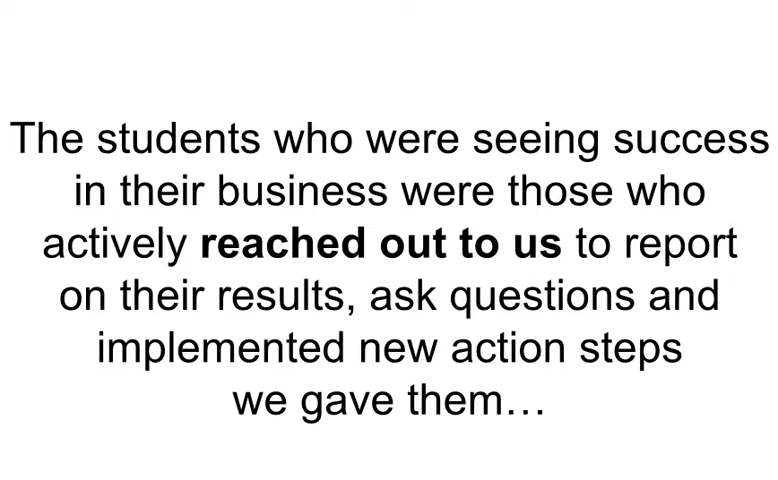 The students who were seeing success
in their business were those who
actively reached out to us to report
on their results, ask questions and
implemented new action steps
we gave them…